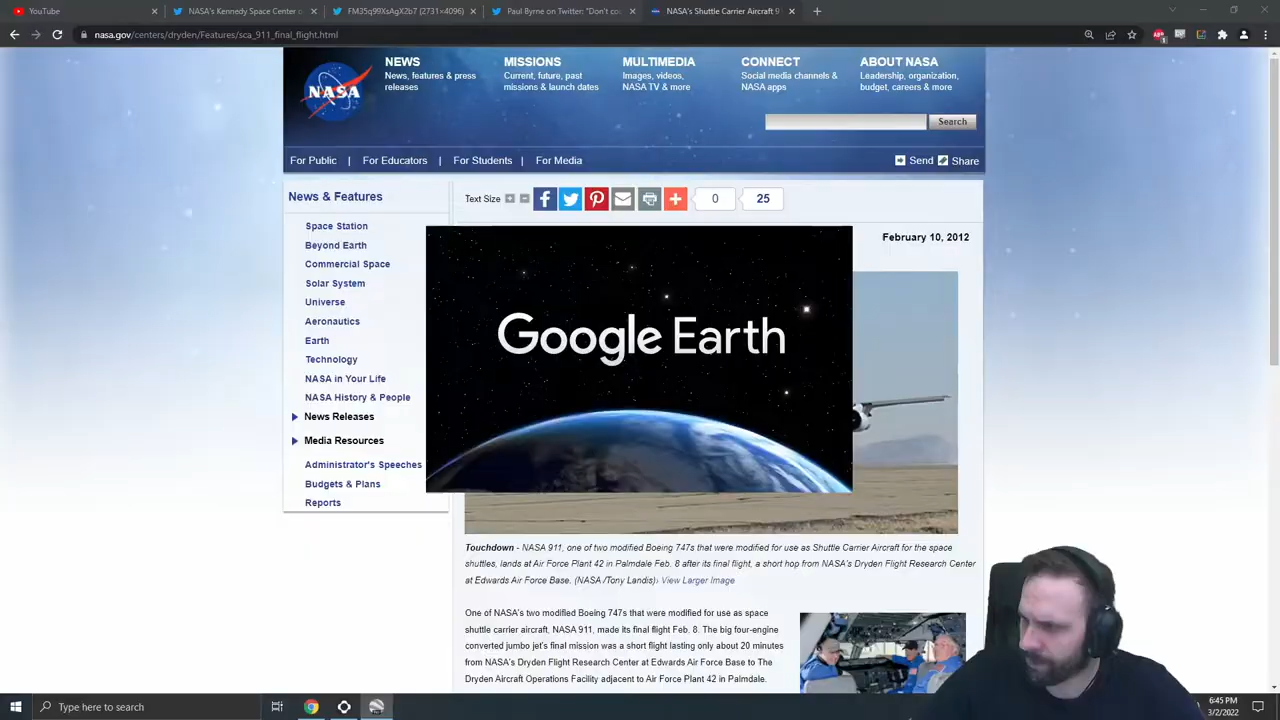 YouTube
NASA's Kennedy Space Center o
FM35q99XsAgXZb7 (2731×4096)
Paul Byrne on Twitter: "Don't cou
NASA's Shuttle Carrier Aircraft 9
nasa.gov/centers/dryden/Features/sca_911_final_flight.html
NASA
NEWS
News, features & press
releases
MISSIONS
Current, future, past
missions & launch dates
MULTIMEDIA
Images, videos,
NASA TV & more
CONNECT
Social media channels &
NASA apps
ABOUT NASA
Leadership, organization,
budget, careers & more
Search
For Public | For Educators | For Students | For Media
Send Share
News & Features
Space Station
Beyond Earth
Commercial Space
Solar System
Universe
Aeronautics
Earth
Technology
NASA in Your Life
NASA History & People
News Releases
Media Resources
Administrator's Speeches
Budgets & Plans
Reports
Text Size
0
25
February 10, 2012
Google Earth
Touchdown - NASA 911, one of two modified Boeing 747s that were modified for use as Shuttle Carrier Aircraft for the space
shuttles, lands at Air Force Plant 42 in Palmdale Feb. 8 after its final flight, a short hop from NASA's Dryden Flight Research Center
at Edwards Air Force Base. (NASA /Tony Landis)› View Larger Image
One of NASA's two modified Boeing 747s that were modified for use as space
shuttle carrier aircraft, NASA 911, made its final flight Feb. 8. The big four-engine
converted jumbo jet's final mission was a short flight lasting only about 20 minutes
from NASA's Dryden Flight Research Center at Edwards Air Force Base to The
Dryden Aircraft Operations Facility adjacent to Air Force Plant 42 in Palmdale.
Type here to search
6:45 PM
3/2/2022